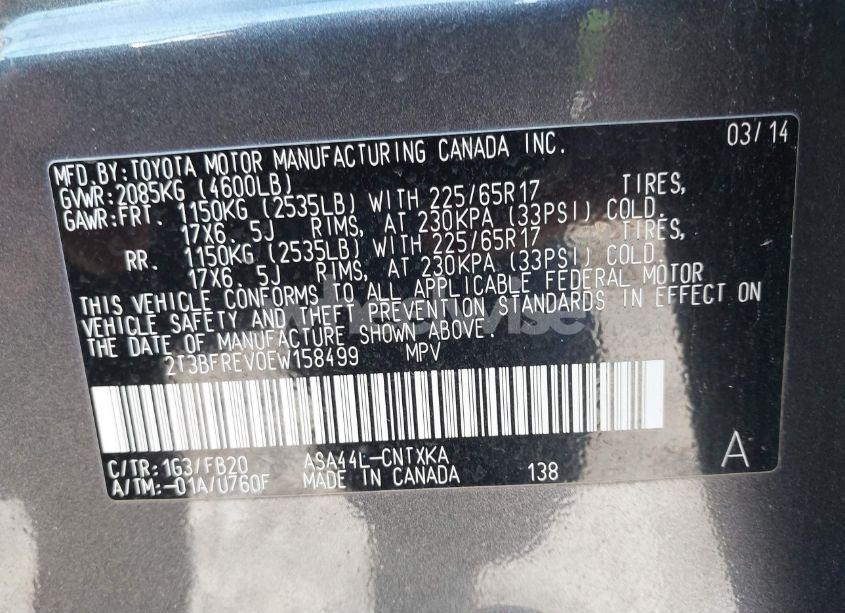 03/14
MFD.BY:TOYOTA MOTOR MANUFACTURING CANADA INC.
GVWR:2085KG (4600LB)
GAWR:FRT. 1150KG (2535LB) WITH 225/65R17 TIRES,
17X6. 5J RIMS, AT 230KPA (33PSI) COLD.
RR. 1150KG (2535LB) WITH 225/65R17 TIRES,
17X6. 5J RIMS, AT 230KPA (33PSI) COLD.
THIS VEHICLE CONFORMS TO ALL APPLICABLE FEDERAL MOTOR
VEHICLE SAFETY AND THEFT PREVENTION STANDARDS IN EFFECT ON
THE DATE OF MANUFACTURE SHOWN ABOVE.
2T3BFREV0EW158499 MPV
C/TR:1G3/FB20 ASA44L-CNTXKA
A/TM:-01A/U760F MADE IN CANADA 138
A